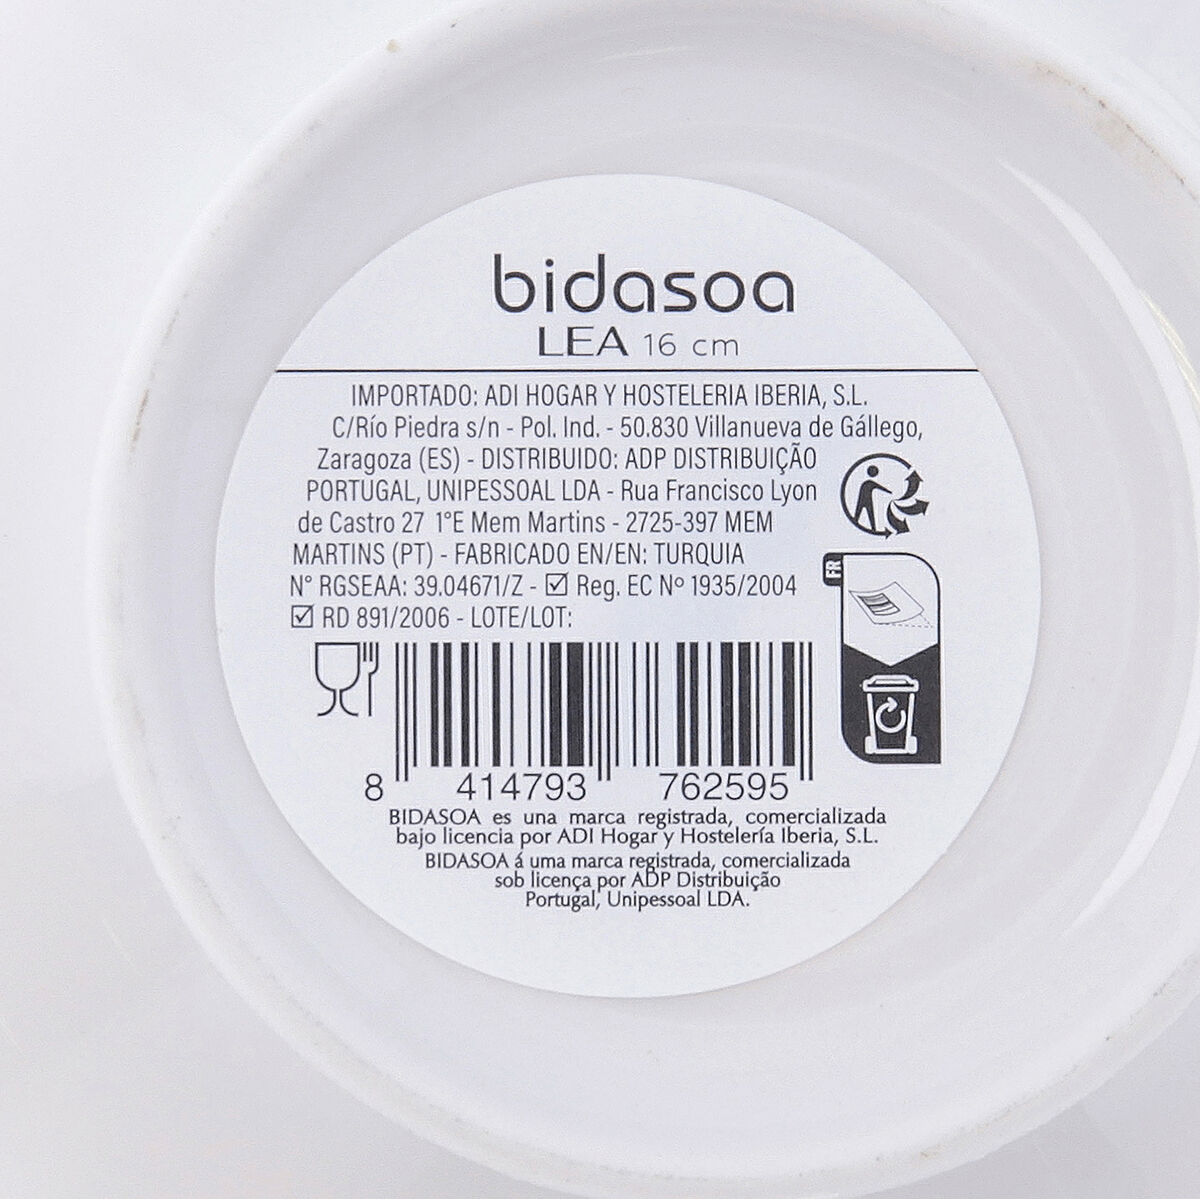 bidasoa
LEA 16 cm
IMPORTADO: ADI HOGAR Y HOSTELERIA IBERIA, S.L.
C/Río Piedra s/n - Pol. Ind. - 50.830 Villanueva de Gállego,
Zaragoza (ES) - DISTRIBUIDO: ADP DISTRIBUIÇÃO
PORTUGAL, UNIPESSOAL LDA - Rua Francisco Lyon
de Castro 27 1°E Mem Martins - 2725-397 MEM
MARTINS (PT) - FABRICADO EN/EN: TURQUIA
N° RGSEAA: 39.04671/Z - ☑ Reg. EC Nº 1935/2004
☑ RD 891/2006 - LOTE/LOT:
FR
8 414793 762595
BIDASOA es una marca registrada, comercializada
bajo licencia por ADI Hogar y Hostelería Iberia, S.L.
BIDASOA á uma marca registrada, comercializada
sob licença por ADP Distribuição
Portugal, Unipessoal LDA.